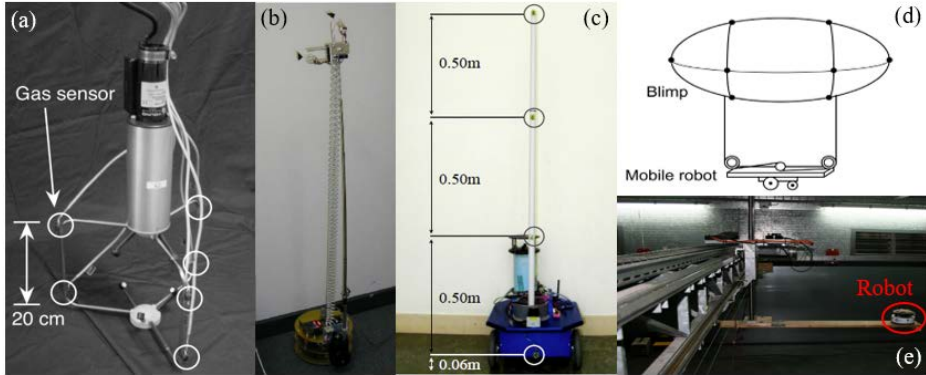 (a)
Gas sensor
20 cm
(b)
(c)
0.50m
0.50m
0.50m
0.06m
(d)
Blimp
Mobile robot
Robot
(e)